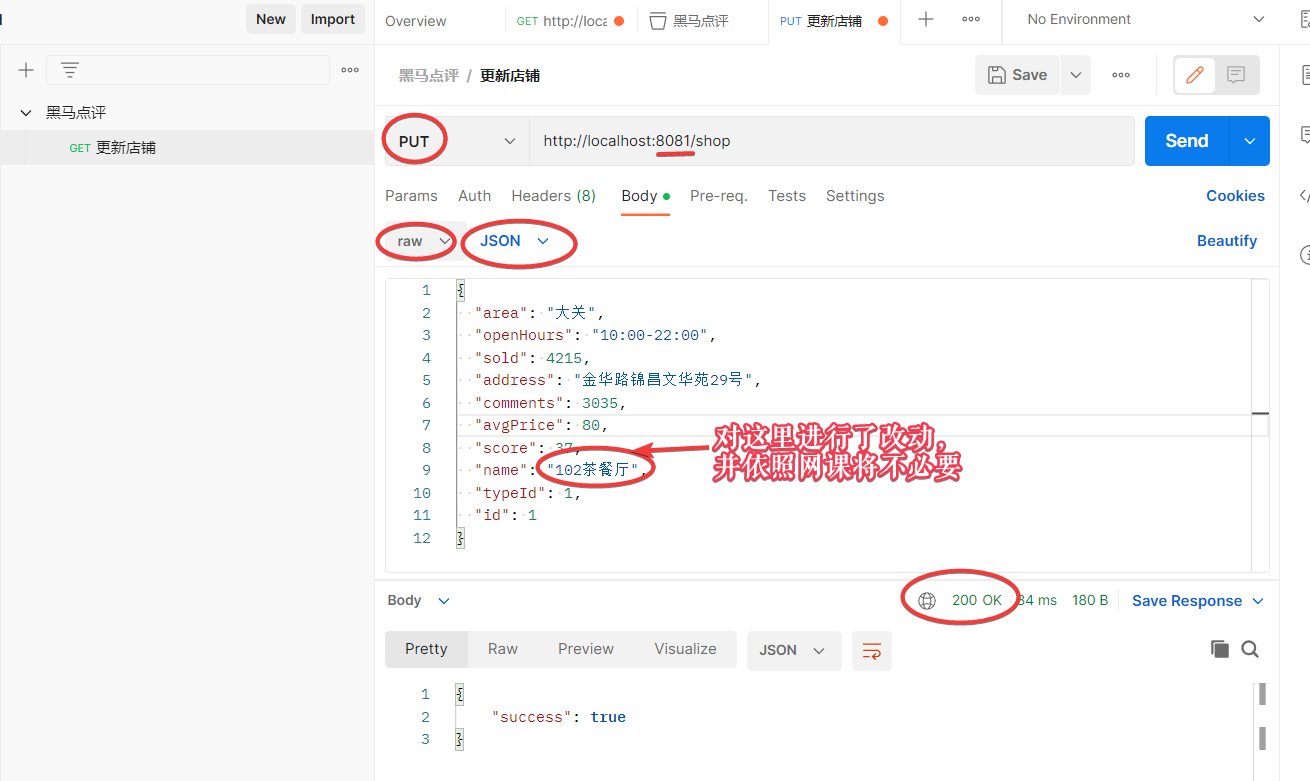 New Import Overview GET http://loca 黑马点评 PUT 更新店铺 No Environment
黑马点评 / 更新店铺 Save
黑马点评
GET 更新店铺
PUT http://localhost:8081/shop Send
Params Auth Headers (8) Body Pre-req. Tests Settings Cookies
raw JSON Beautify
1 {
2 "area": "大关",
3 "openHours": "10:00-22:00",
4 "sold": 4215,
5 "address": "金华路锦昌文华苑29号",
6 "comments": 3035,
7 "avgPrice": 80,
8 "score": 37,
9 "name": "102茶餐厅",
10 "typeId": 1,
11 "id": 1
12 }
对这里进行了改动,
并依照网课将不必要
Body 200 OK 84 ms 180 B Save Response
Pretty Raw Preview Visualize JSON
1 {
2 "success": true
3 }